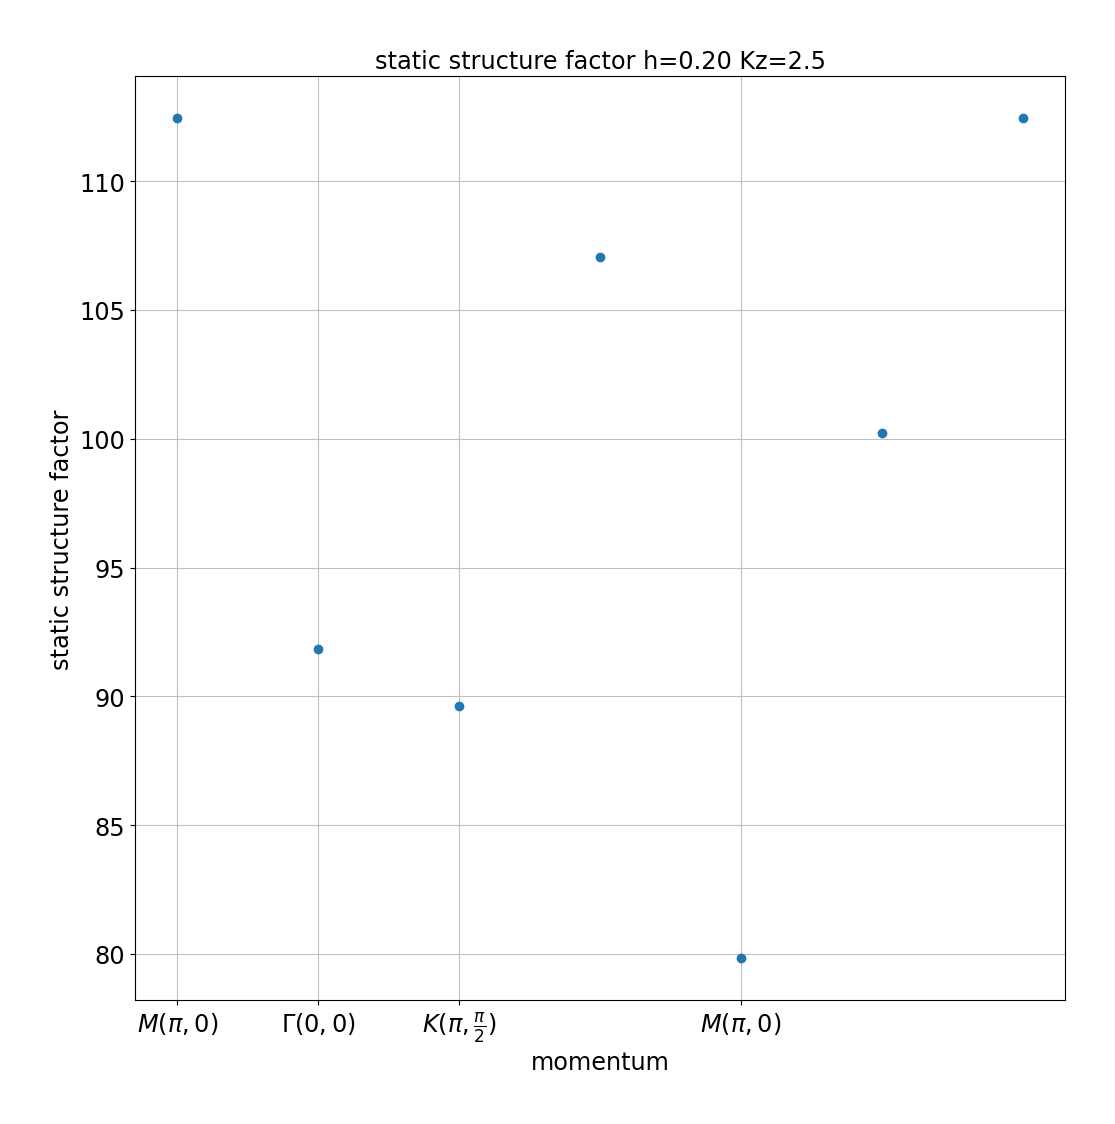 static structure factor h=0.20 Kz=2.5
static structure factor
110
105
100
95
90
85
80
M(π, 0) Γ(0, 0) K(π, π/2) M(π, 0)
momentum